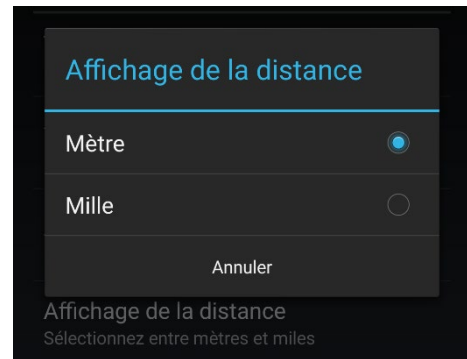 Affichage de la distance
Mètre
Mille
Annuler
Affichage de la distance
Sélectionnez entre mètres et miles